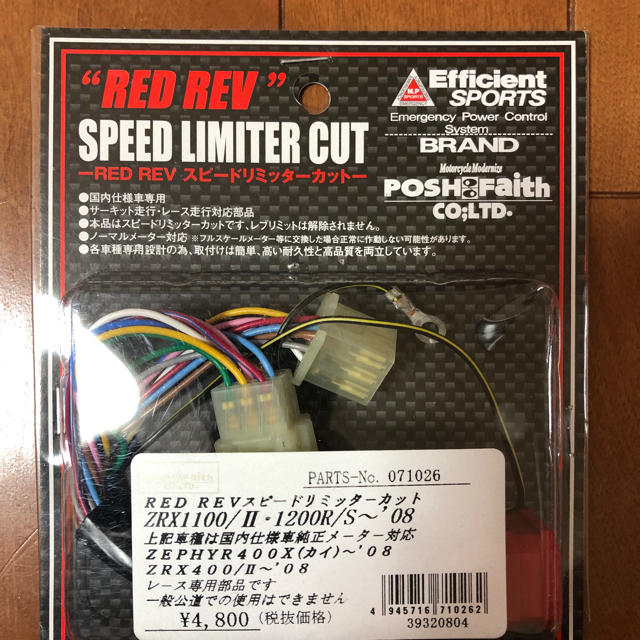 “RED REV”
SPEED LIMITER CUT
ーRED REV スピードリミッターカットー
●国内仕様車専用
●サーキット走行・レース走行対応部品
●本品はスピードリミッターカットです、レブリミットは解除されません。
●ノーマルメーター対応 ※フルスケールメーター等に交換した場合正常に作動しない可能性があります。
●各車種専用設計の為、取付けは簡単、高い耐久性と高品質を両立しています。
M.P
SPORTS
EMERGENCY
Efficient
SPORTS
Emergency Power Control
System
BRAND
Motorcycle Modernize
POSH Faith
CO;LTD.
PARTS-No. 071026
RED REVスピードリミッターカット
ZRX1100/Ⅱ・1200R/S～'08
上記車種は国内仕様車純正メーター対応
ZEPHYR400X(カイ)～'08
ZRX400/Ⅱ～'08
レース専用部品です
一般公道での使用はできません
¥4,800 (税抜価格)
4 945716 710262
39320804